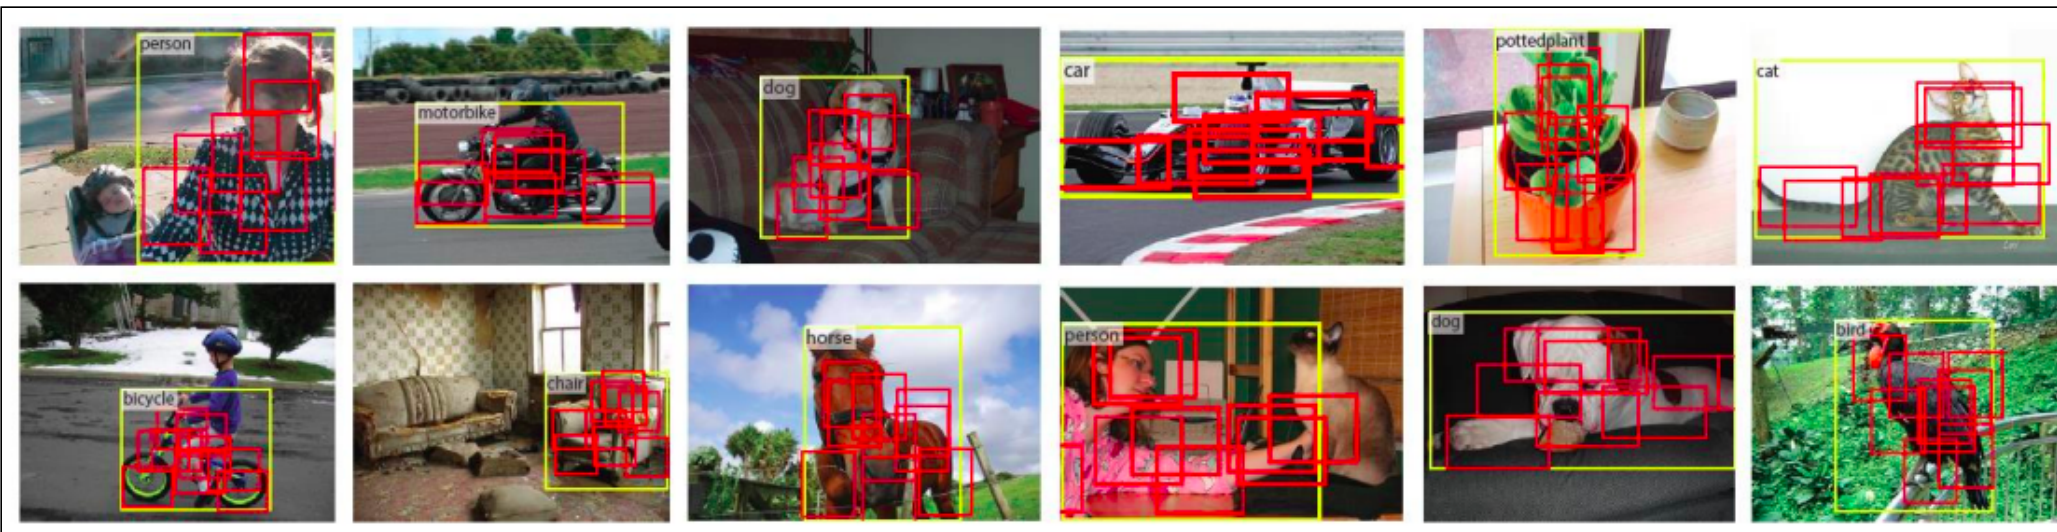 person
motorbike
dog
car
pottedplant
cat
bicycle
chair
horse
person
dog
bird